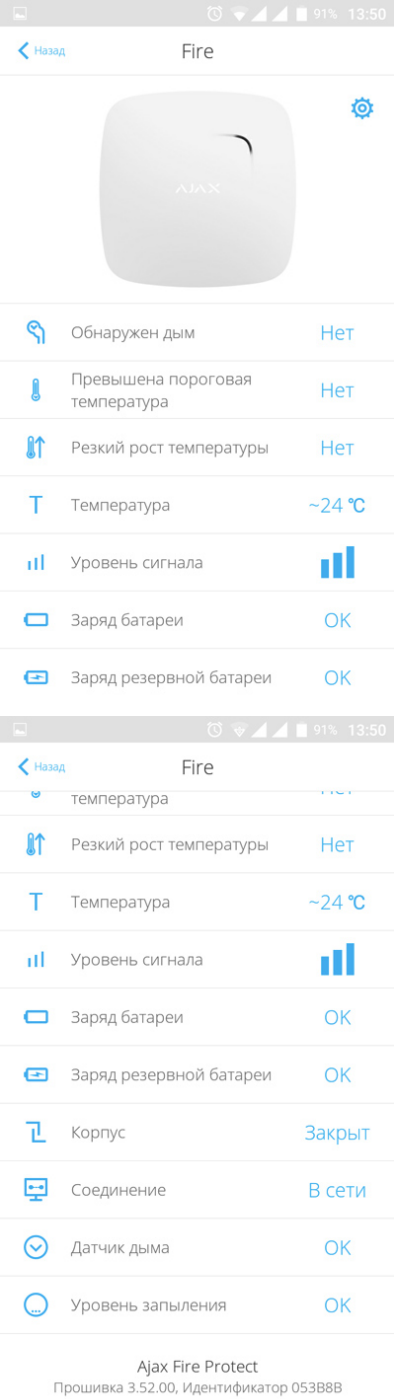 91% 13:50
Назад
Fire
AJAX
Обнаружен дым Нет
Превышена пороговая
температура Нет
Резкий рост температуры Нет
T Температура ~24 °C
Уровень сигнала
Заряд батареи OK
Заряд резервной батареи OK
91% 13:50
Назад
Fire
температура
Резкий рост температуры Нет
T Температура ~24 °C
Уровень сигнала
Заряд батареи OK
Заряд резервной батареи OK
Корпус Закрыт
Соединение В сети
Датчик дыма OK
Уровень запыления OK
Ajax Fire Protect
Прошивка 3.52.00, Идентификатор 053B8B